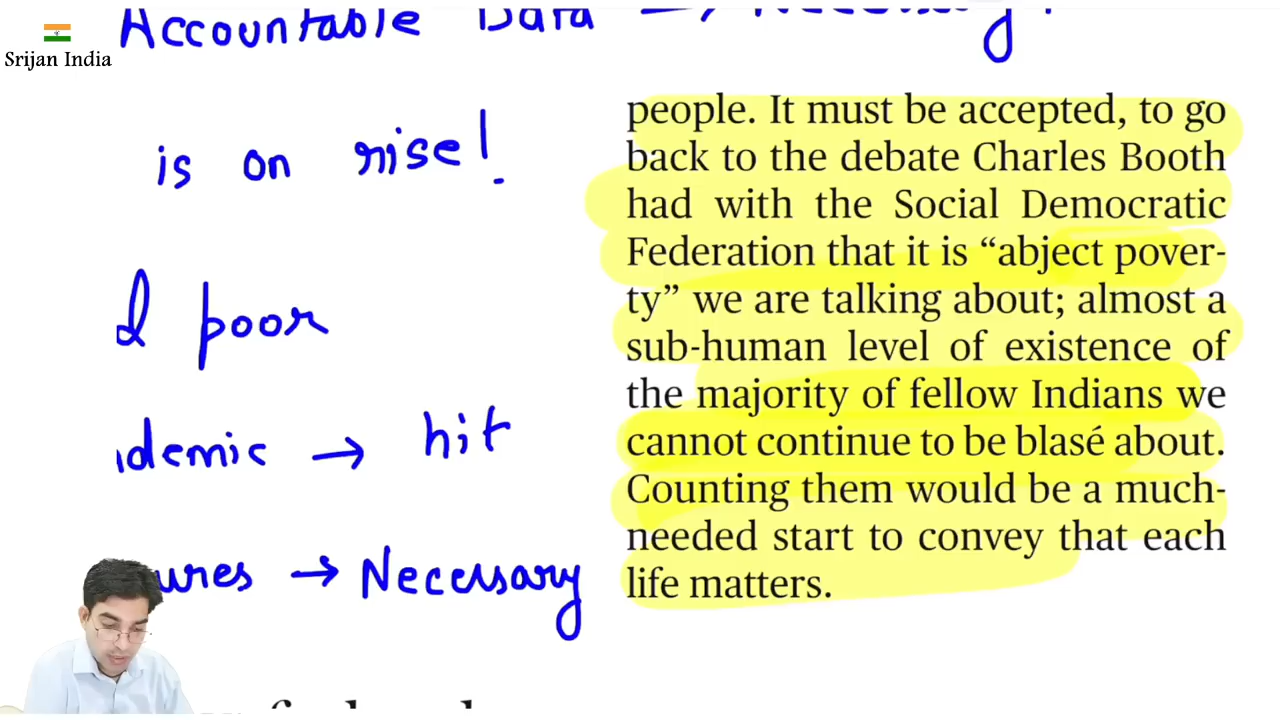 Accountable Data → Necessary!
Srijan India
is on rise!
poor
demic → hit
ures → Necessary
people. It must be accepted, to go
back to the debate Charles Booth
had with the Social Democratic
Federation that it is “abject pover-
ty” we are talking about; almost a
sub-human level of existence of
the majority of fellow Indians we
cannot continue to be blasé about.
Counting them would be a much-
needed start to convey that each
life matters.